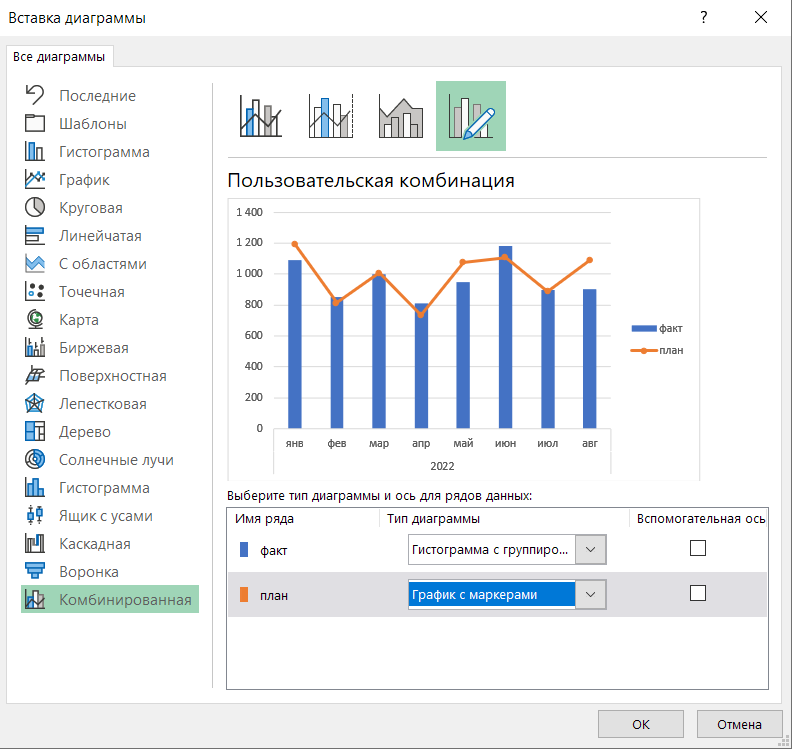 Вставка диаграммы
?
Все диаграммы
Последние
Шаблоны
Гистограмма
График
Круговая
Линейчатая
С областями
Точечная
Карта
Биржевая
Поверхностная
Лепестковая
Дерево
Солнечные лучи
Гистограмма
Ящик с усами
Каскадная
Воронка
Комбинированная
Пользовательская комбинация
1 400
1 200
1 000
800
600
400
200
0
янв фев мар апр май июн июл авг
2022
факт
план
Выберите тип диаграммы и ось для рядов данных:
Имя ряда Тип диаграммы Вспомогательная ось
факт Гистограмма с группиро...
план График с маркерами
ОК Отмена